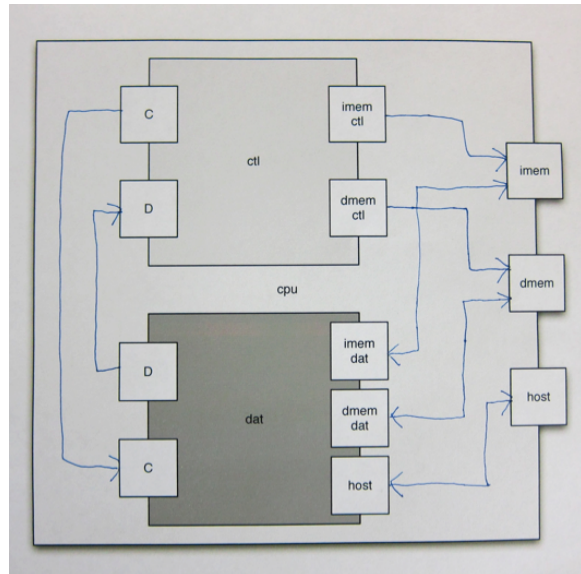 C
imem
ctl
ctl
imem
D
dmem
ctl
dmem
cpu
D
imem
dat
host
dat
dmem
dat
C
host